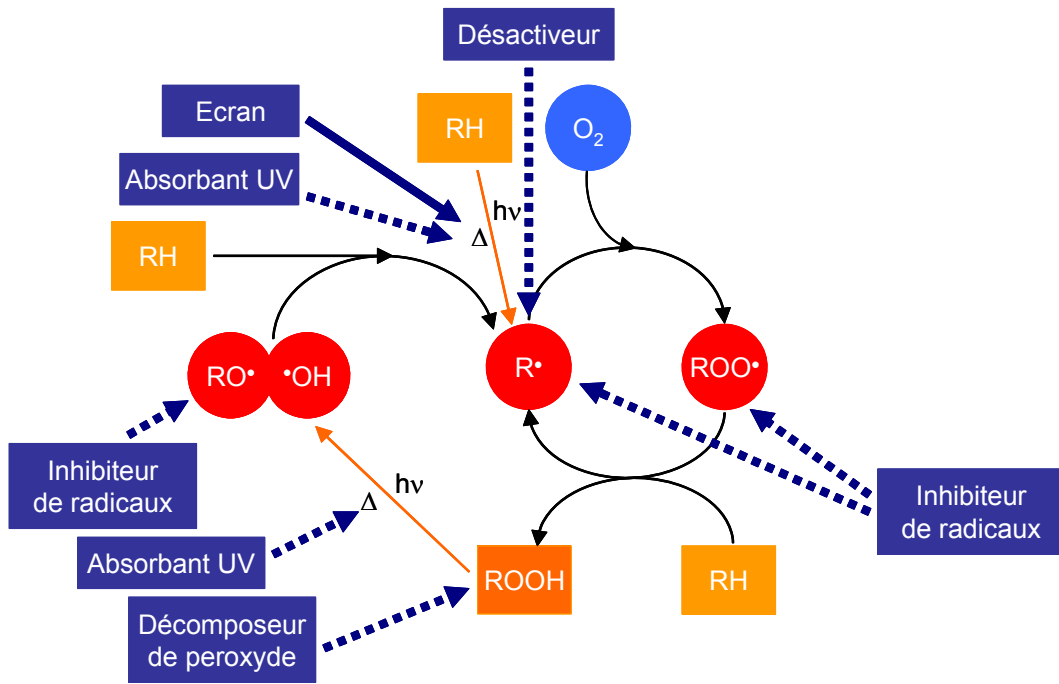 Désactiveur
Ecran
RH
O₂
Absorbant UV
hν
Δ
RH
RO•
•OH
R•
ROO•
Inhibiteur
de radicaux
hν
Δ
Inhibiteur
de radicaux
Absorbant UV
ROOH
RH
Décomposeur
de peroxyde